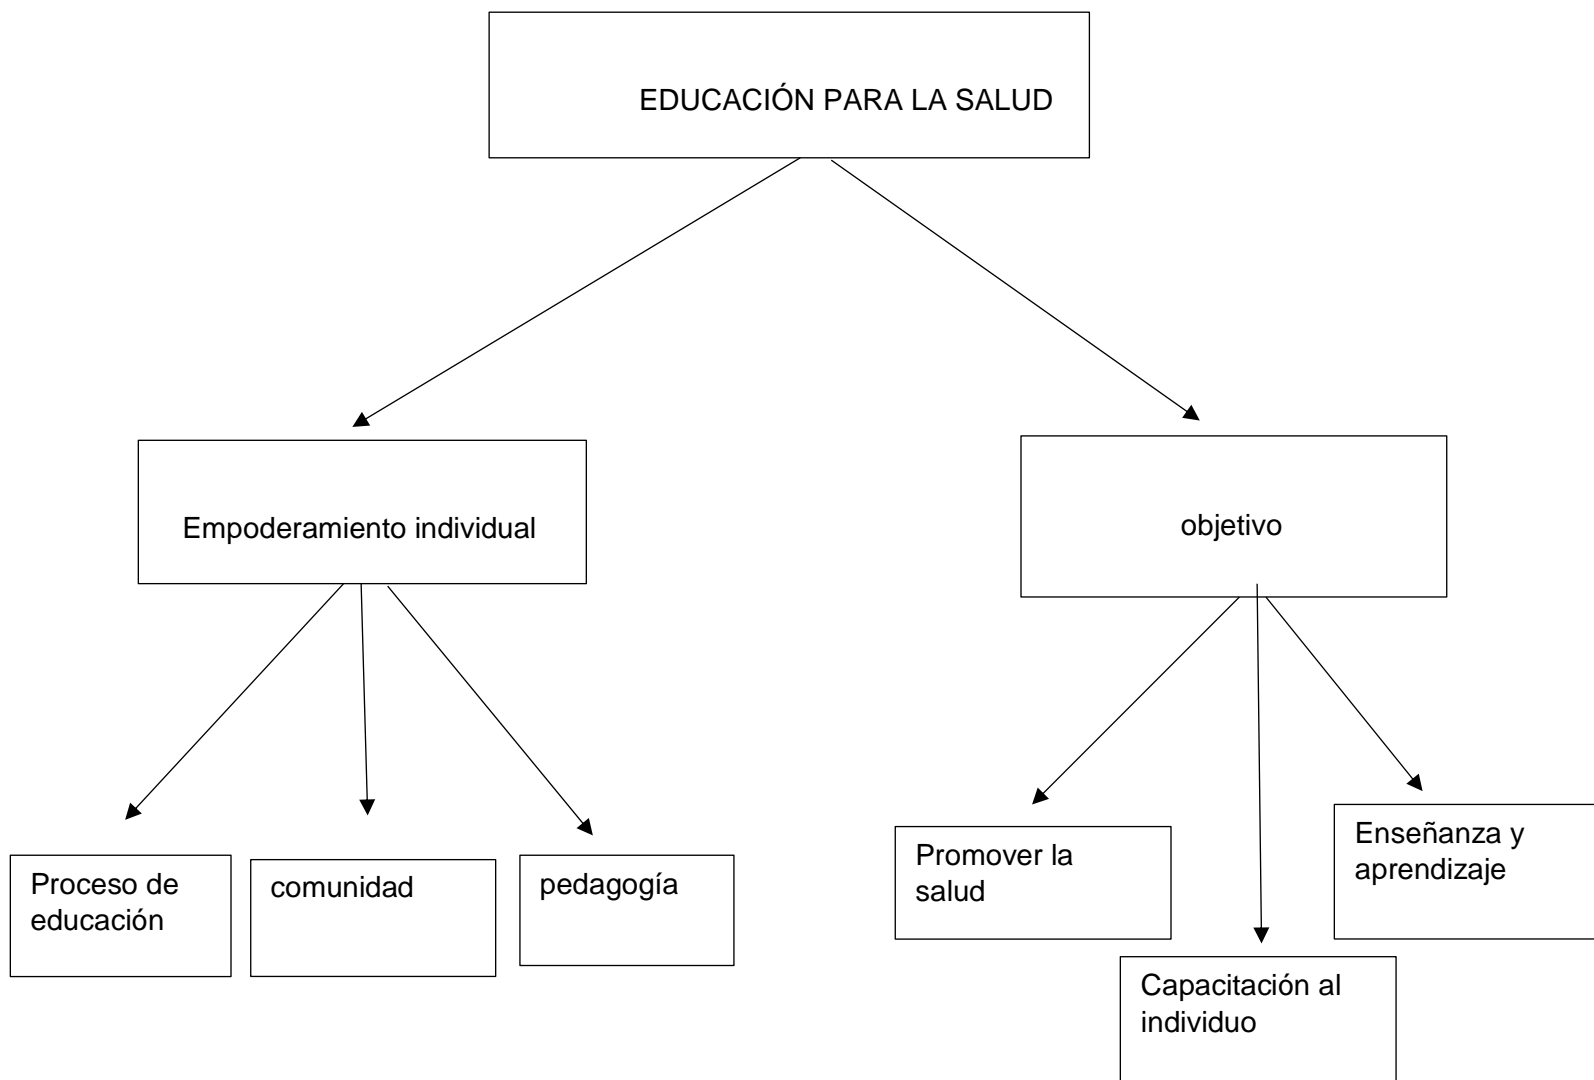 EDUCACIÓN PARA LA SALUD
Empoderamiento individual
objetivo
Proceso de
educación
comunidad
pedagogía
Promover la
salud
Capacitación al
individuo
Enseñanza y
aprendizaje